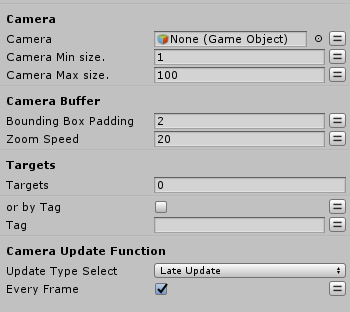 Camera
Camera None (Game Object)
Camera Min size. 1
Camera Max size. 100
Camera Buffer
Bounding Box Padding 2
Zoom Speed 20
Targets
Targets 0
or by Tag
Tag
Camera Update Function
Update Type Select Late Update
Every Frame